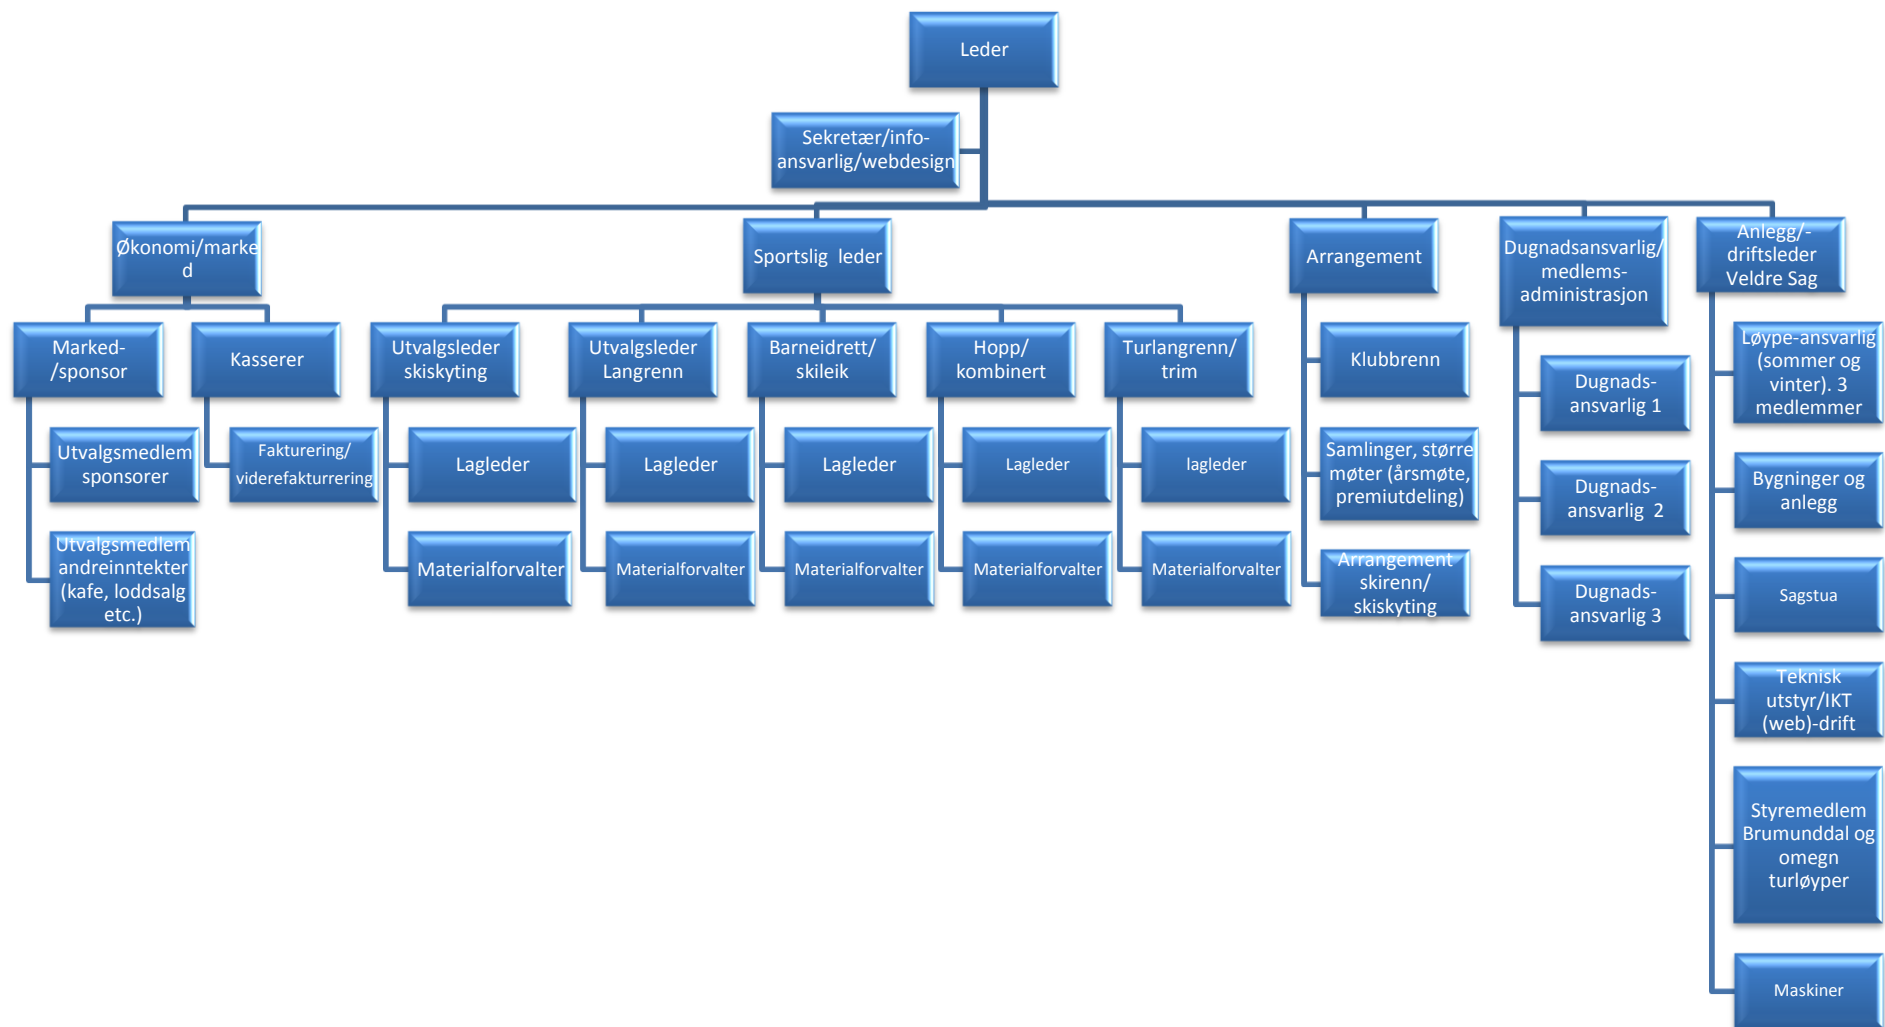 Leder
Sekretær/info-
ansvarlig/webdesign
Økonomi/marke
d
Sportslig  leder
Arrangement
Dugnadsansvarlig/
medlems-
administrasjon
Anlegg/-
driftsleder
Veldre Sag
Marked-
/sponsor
Kasserer
Utvalgsleder
skiskyting
Utvalgsleder
Langrenn
Barneidrett/
skileik
Hopp/
kombinert
Turlangrenn/
trim
Klubbrenn
Dugnads-
ansvarlig 1
Løype-ansvarlig
(sommer og
vinter). 3
medlemmer
Utvalgsmedlem
sponsorer
Fakturering/
viderefakturrering
Lagleder
Lagleder
Lagleder
Lagleder
lagleder
Samlinger, større
møter (årsmøte,
premiutdeling)
Dugnads-
ansvarlig  2
Bygninger og
anlegg
Utvalgsmedlem
andreinntekter
(kafe, loddsalg
etc.)
Materialforvalter
Materialforvalter
Materialforvalter
Materialforvalter
Materialforvalter
Arrangement
skirenn/
skiskyting
Dugnads-
ansvarlig 3
Sagstua
Teknisk
utstyr/IKT
(web)-drift
Styremedlem
Brumunddal og
omegn
turløyper
Maskiner